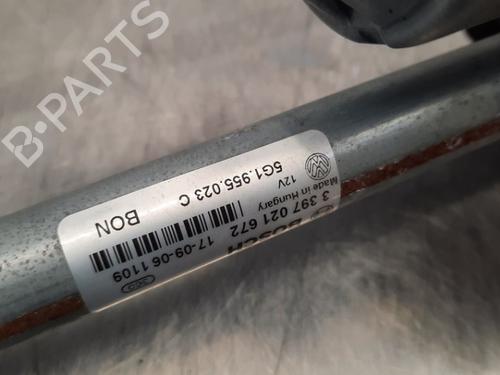 B-PARTS
5G1.955.023 C
12V
Made in Hungary
BON
3 397 021 672
17-09-06 1109
BOSCH